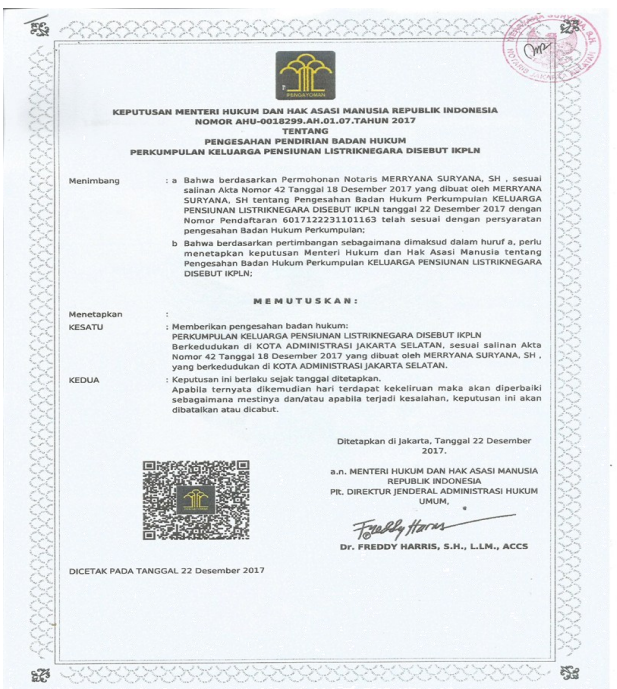 MERRYANA SURYANA, S.H.
NOTARIS JAKARTA SELATAN
PENGAYOMAN
KEPUTUSAN MENTERI HUKUM DAN HAK ASASI MANUSIA REPUBLIK INDONESIA
NOMOR AHU-0018299.AH.01.07.TAHUN 2017
TENTANG
PENGESAHAN PENDIRIAN BADAN HUKUM
PERKUMPULAN KELUARGA PENSIUNAN LISTRIKNEGARA DISEBUT IKPLN
Menimbang : a Bahwa berdasarkan Permohonan Notaris MERRYANA SURYANA, SH , sesuai
salinan Akta Nomor 42 Tanggal 18 Desember 2017 yang dibuat oleh MERRYANA
SURYANA, SH tentang Pengesahan Badan Hukum Perkumpulan KELUARGA
PENSIUNAN LISTRIKNEGARA DISEBUT IKPLN tanggal 22 Desember 2017 dengan
Nomor Pendaftaran 6017122231101163 telah sesuai dengan persyaratan
pengesahan Badan Hukum Perkumpulan;
b Bahwa berdasarkan pertimbangan sebagaimana dimaksud dalam huruf a, perlu
menetapkan keputusan Menteri Hukum dan Hak Asasi Manusia tentang
Pengesahan Badan Hukum Perkumpulan KELUARGA PENSIUNAN LISTRIKNEGARA
DISEBUT IKPLN;
MEMUTUSKAN:
Menetapkan :
KESATU : Memberikan pengesahan badan hukum:
PERKUMPULAN KELUARGA PENSIUNAN LISTRIKNEGARA DISEBUT IKPLN
Berkedudukan di KOTA ADMINISTRASI JAKARTA SELATAN, sesuai salinan Akta
Nomor 42 Tanggal 18 Desember 2017 yang dibuat oleh MERRYANA SURYANA, SH ,
yang berkedudukan di KOTA ADMINISTRASI JAKARTA SELATAN.
KEDUA : Keputusan ini berlaku sejak tanggal ditetapkan.
Apabila ternyata dikemudian hari terdapat kekeliruan maka akan diperbaiki
sebagaimana mestinya dan/atau apabila terjadi kesalahan, keputusan ini akan
dibatalkan atau dicabut.
Ditetapkan di Jakarta, Tanggal 22 Desember
2017.
a.n. MENTERI HUKUM DAN HAK ASASI MANUSIA
REPUBLIK INDONESIA
Plt. DIREKTUR JENDERAL ADMINISTRASI HUKUM
UMUM,
Freddy Harris
Dr. FREDDY HARRIS, S.H., L.LM., ACCS
DICETAK PADA TANGGAL 22 Desember 2017